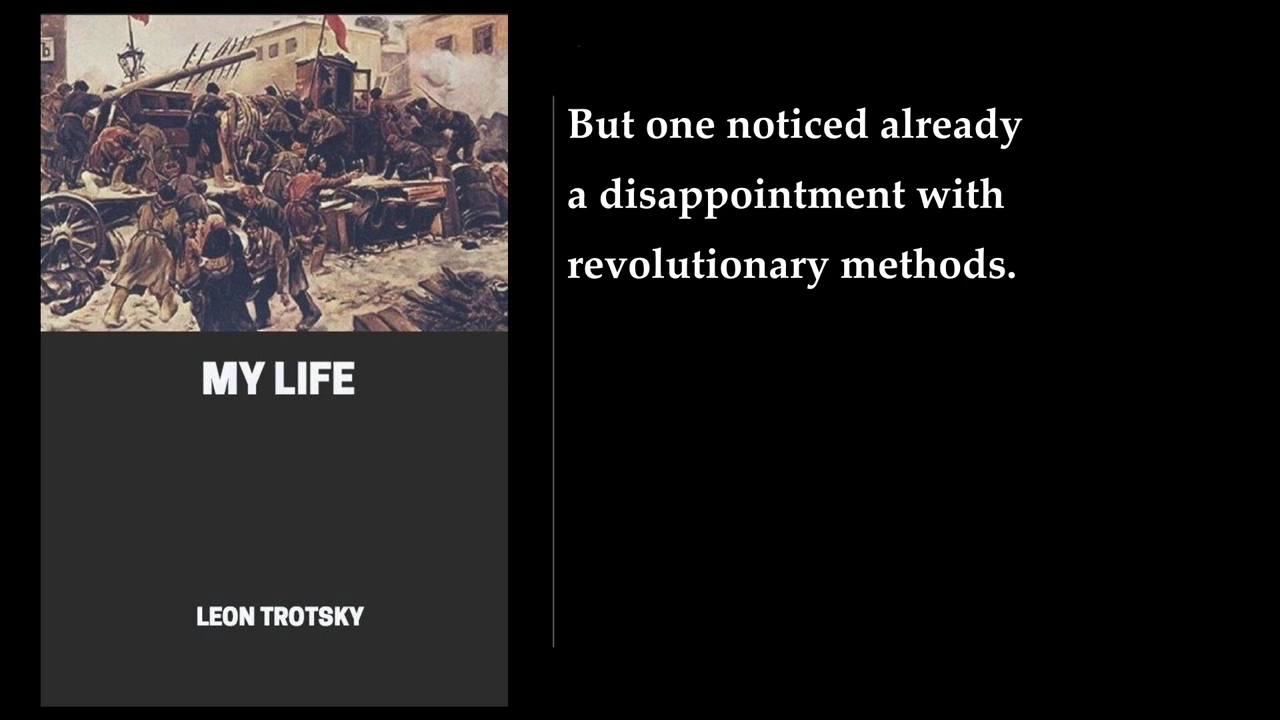 MY LIFE
LEON TROTSKY
But one noticed already
a disappointment with
revolutionary methods.